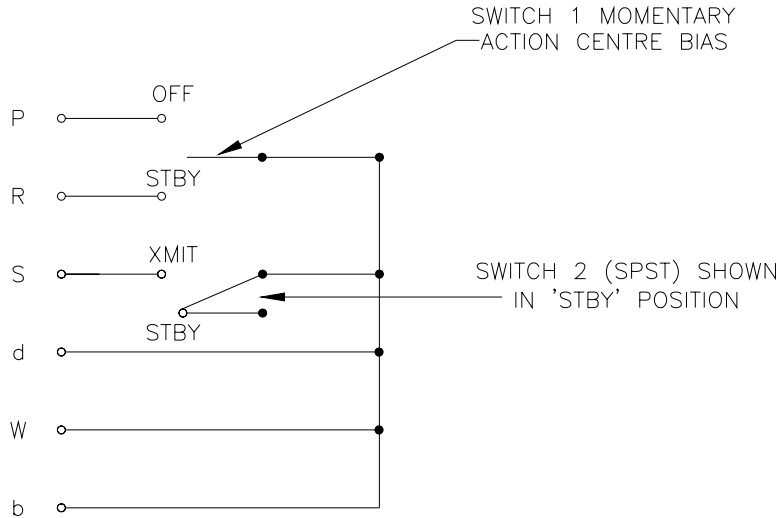 SWITCH 1 MOMENTARY
ACTION CENTRE BIAS
OFF
P
STBY
R
XMIT
S
SWITCH 2 (SPST) SHOWN
IN 'STBY' POSITION
STBY
d
W
b